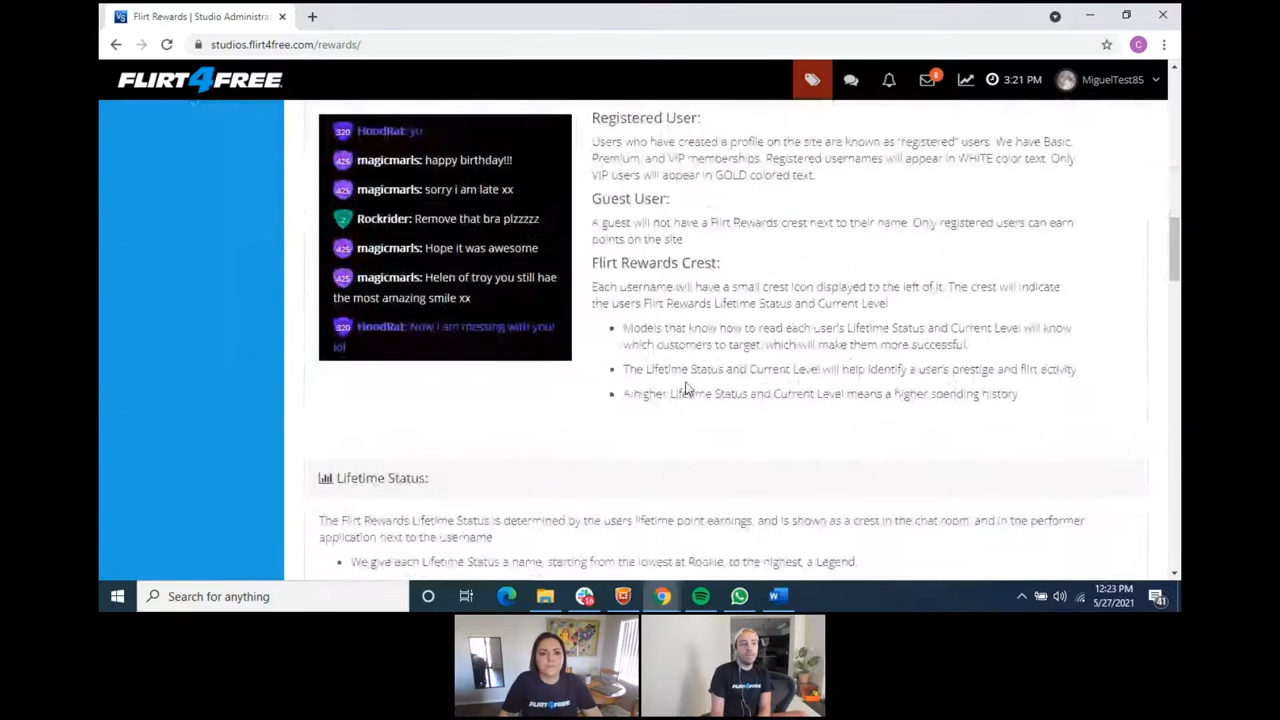 Flirt Rewards | Studio Administra
studios.flirt4free.com/rewards/
C
FLIRT4FREE
8
3:21 PM
MiguelTest85
320 HoodRat: yo
425 magicmarls: happy birthday!!!
425 magicmarls: sorry i am late xx
Rockrider: Remove that bra plzzzzz
425 magicmarls: Hope it was awesome
425 magicmarls: Helen of troy you still hae
the most amazing smile xx
320 HoodRat: Now I am messing with you!
lol
Registered User:
Users who have created a profile on the site are known as "registered" users. We have Basic,
Premium, and VIP memberships. Registered usernames will appear in WHITE color text. Only
VIP users will appear in GOLD colored text.
Guest User:
A guest will not have a Flirt Rewards crest next to their name. Only registered users can earn
points on the site
Flirt Rewards Crest:
Each username will have a small crest icon displayed to the left of it. The crest will indicate
the users Flirt Rewards Lifetime Status and Current Level
Models that know how to read each user's Lifetime Status and Current Level will know
which customers to target, which will make them more successful.
The Lifetime Status and Current Level will help identify a user's prestige and flirt activity
A higher Lifetime Status and Current Level means a higher spending history
Lifetime Status:
The Flirt Rewards Lifetime Status is determined by the users lifetime point earnings, and is shown as a crest in the chat room, and in the performer
application next to the username
We give each Lifetime Status a name, starting from the lowest at Rookie, to the highest, a Legend.
Search for anything
16
12:23 PM
5/27/2021
41
FLIRT4FREE
FLIRT4FREE